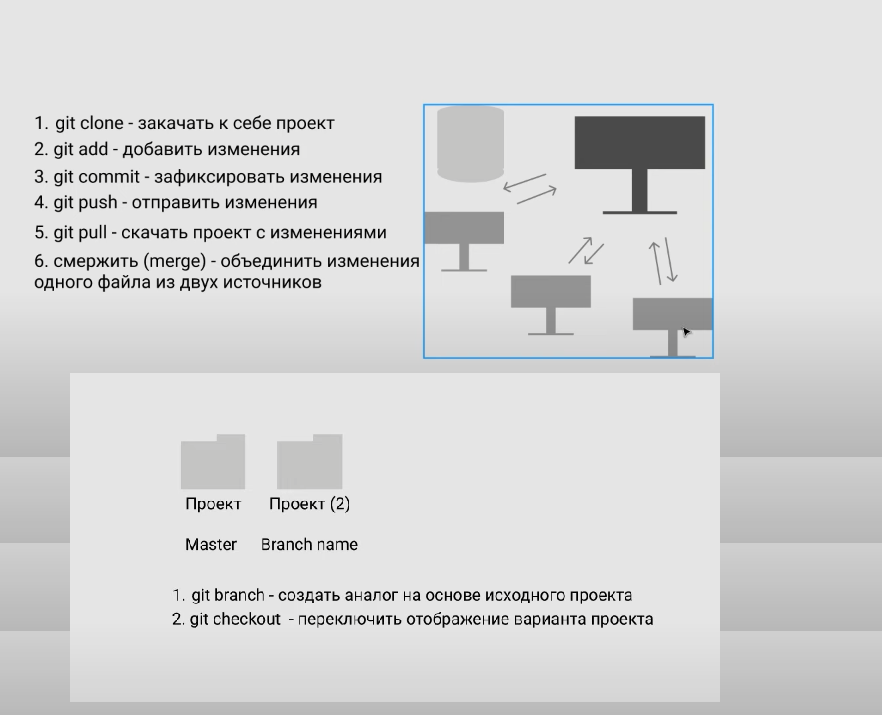 1. git clone - закачать к себе проект
2. git add - добавить изменения
3. git commit - зафиксировать изменения
4. git push - отправить изменения
5. git pull - скачать проект с изменениями
6. смержить (merge) - объединить изменения
одного файла из двух источников
Проект Проект (2)
Master Branch name
1. git branch - создать аналог на основе исходного проекта
2. git checkout - переключить отображение варианта проекта